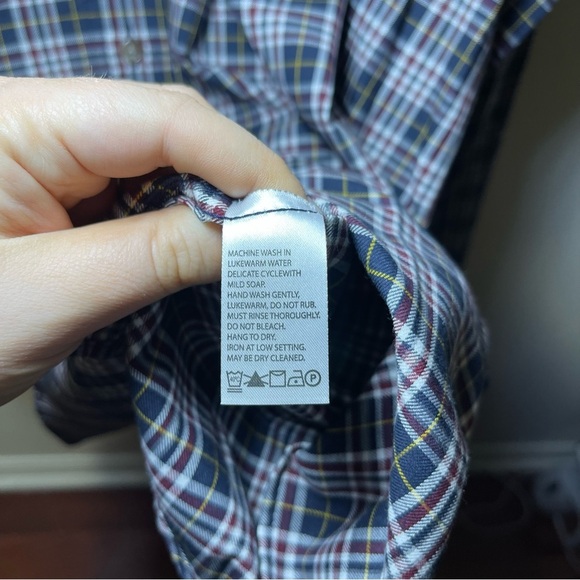 MACHINE WASH IN
LUKEWARM WATER
DELICATE CYCLEWITH
MILD SOAP.
HAND WASH GENTLY,
LUKEWARM, DO NOT RUB.
MUST RINSE THOROUGHLY.
DO NOT BLEACH.
HANG TO DRY.
IRON AT LOW SETTING.
MAY BE DRY CLEANED.
40°C P